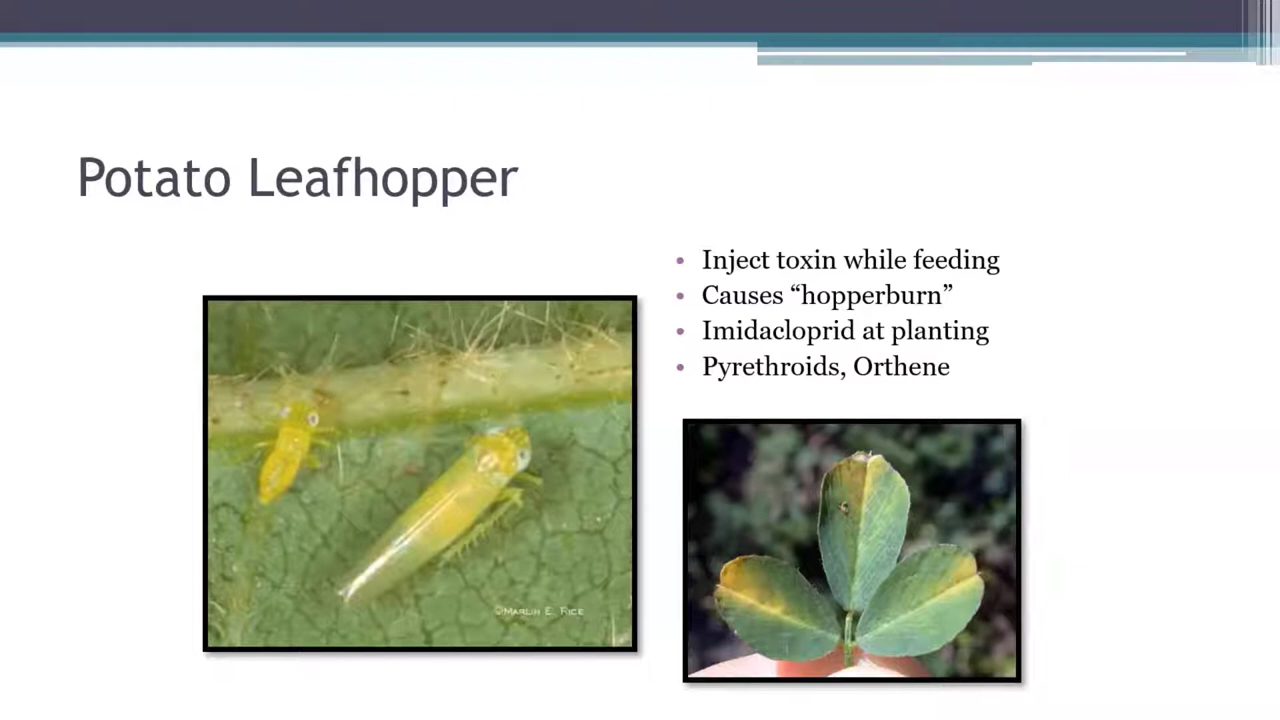 Potato Leafhopper
Inject toxin while feeding
Causes “hopperburn”
Imidacloprid at planting
Pyrethroids, Orthene
©Marlin E. Rice